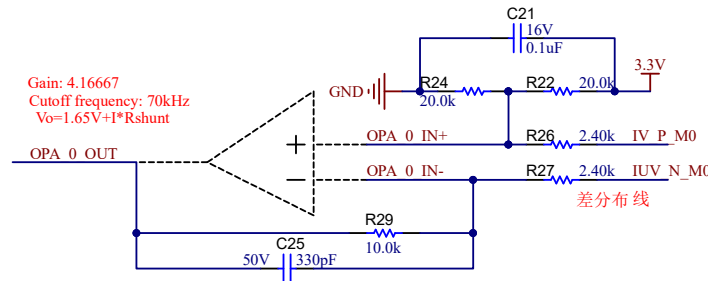 C21
16V
0.1uF
3.3V
GND
R24
20.0k
R22
20.0k
Gain: 4.16667
Cutoff frequency: 70kHz
Vo=1.65V+I*Rshunt
OPA_0_IN+
R26
2.40k
IV_P_M0
OPA_0_OUT
+
OPA_0_IN-
R27
2.40k
IUV_N_M0
−
差分布线
R29
10.0k
C25
50V
330pF